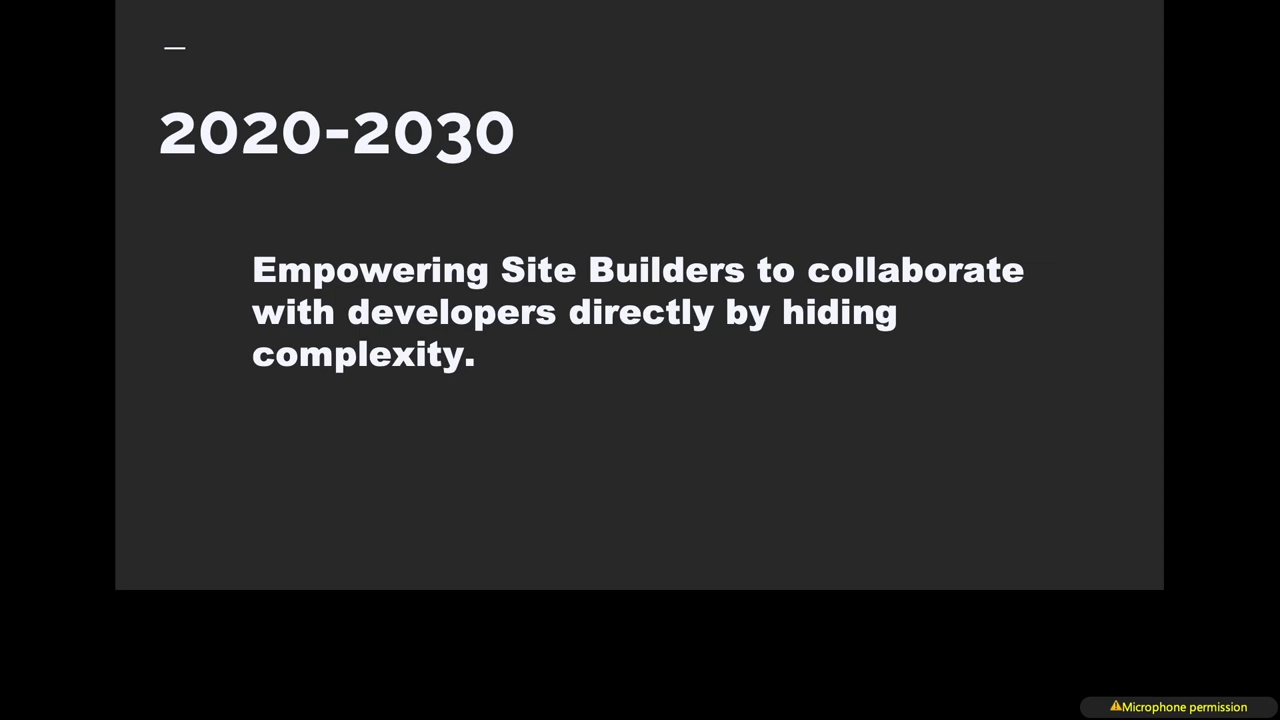 2020-2030
Empowering Site Builders to collaborate
with developers directly by hiding
complexity.
⚠Microphone permission